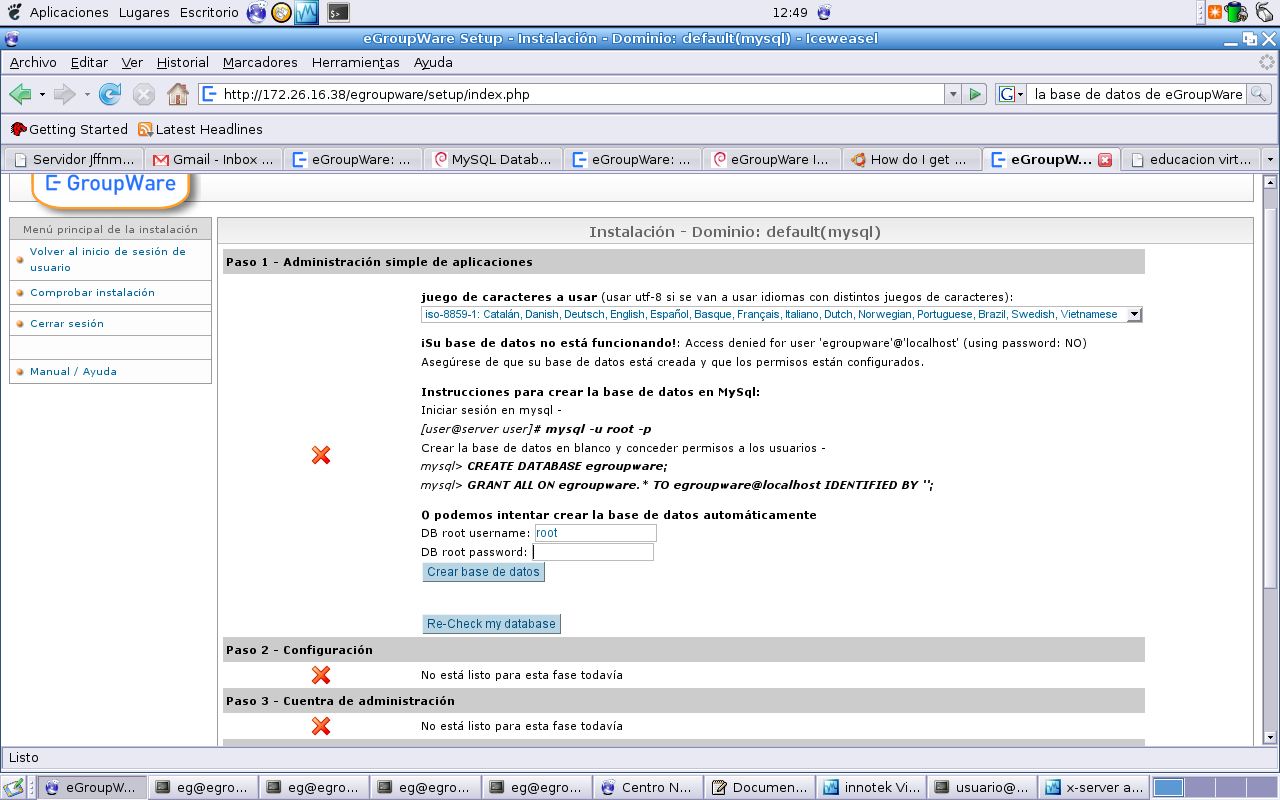 Aplicaciones Lugares Escritorio 12:49
eGroupWare Setup - Instalación - Dominio: default(mysql) - Iceweasel
Archivo Editar Ver Historial Marcadores Herramientas Ayuda
http://172.26.16.38/egroupware/setup/index.php la base de datos de eGroupWare
Getting Started Latest Headlines
Servidor Jffnm... Gmail - Inbox ... eGroupWare: ... MySQL Datab... eGroupWare: ... eGroupWare I... How do I get ... eGroupW... educacion virt...
GroupWare
Menú principal de la instalación
Volver al inicio de sesión de
usuario
Comprobar instalación
Cerrar sesión
Manual / Ayuda
Instalación - Dominio: default(mysql)
Paso 1 - Administración simple de aplicaciones
juego de caracteres a usar (usar utf-8 si se van a usar idiomas con distintos juegos de caracteres):
iso-8859-1: Catalán, Danish, Deutsch, English, Español, Basque, Français, Italiano, Dutch, Norwegian, Portuguese, Brazil, Swedish, Vietnamese
¡Su base de datos no está funcionando!: Access denied for user 'egroupware'@'localhost' (using password: NO)
Asegúrese de que su base de datos está creada y que los permisos están configurados.
Instrucciones para crear la base de datos en MySql:
Iniciar sesión en mysql -
[user@server user]# mysql -u root -p
Crear la base de datos en blanco y conceder permisos a los usuarios -
mysql> CREATE DATABASE egroupware;
mysql> GRANT ALL ON egroupware.* TO egroupware@localhost IDENTIFIED BY '';
O podemos intentar crear la base de datos automáticamente
DB root username: root
DB root password:
Crear base de datos
Re-Check my database
Paso 2 - Configuración
No está listo para esta fase todavía
Paso 3 - Cuentra de administración
No está listo para esta fase todavía
Listo
eGroupW... eg@egro... eg@egro... eg@egro... eg@egro... Centro N... Documen... innotek Vi... usuario@... x-server a...